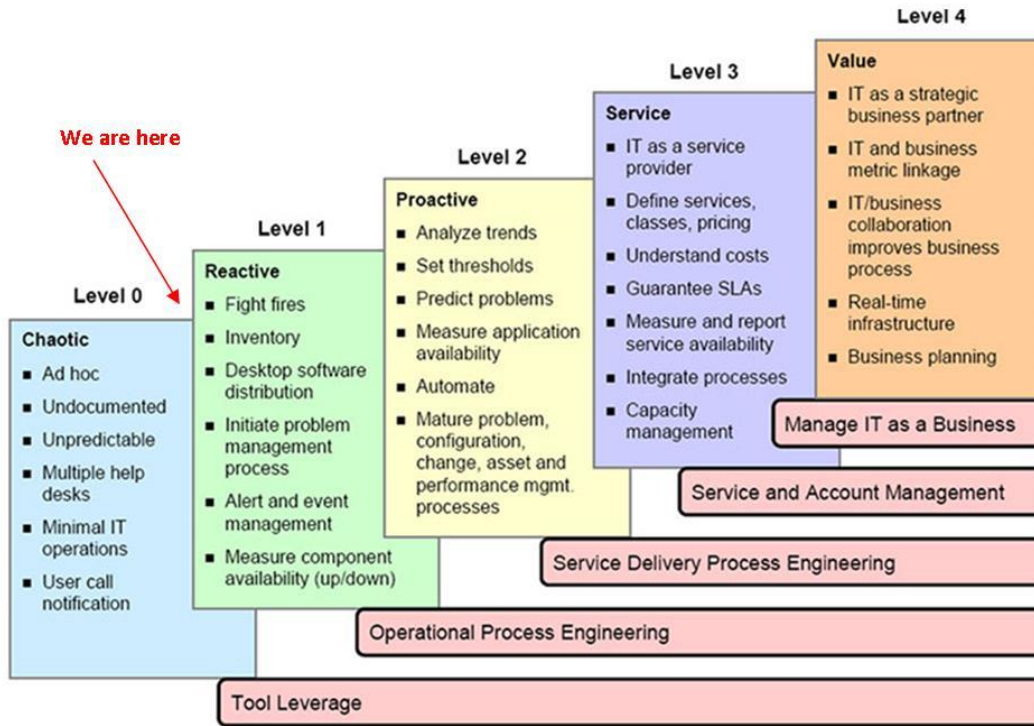 We are here
Level 0
Chaotic
■ Ad hoc
■ Undocumented
■ Unpredictable
■ Multiple help
desks
■ Minimal IT
operations
■ User call
notification
Level 1
Reactive
■ Fight fires
■ Inventory
■ Desktop software
distribution
■ Initiate problem
management
process
■ Alert and event
management
■ Measure component
availability (up/down)
Level 2
Proactive
■ Analyze trends
■ Set thresholds
■ Predict problems
■ Measure application
availability
■ Automate
■ Mature problem,
configuration,
change, asset and
performance mgmt.
processes
Level 3
Service
■ IT as a service
provider
■ Define services,
classes, pricing
■ Understand costs
■ Guarantee SLAs
■ Measure and report
service availability
■ Integrate processes
■ Capacity
management
Level 4
Value
■ IT as a strategic
business partner
■ IT and business
metric linkage
■ IT/business
collaboration
improves business
process
■ Real-time
infrastructure
■ Business planning
Manage IT as a Business
Service and Account Management
Service Delivery Process Engineering
Operational Process Engineering
Tool Leverage